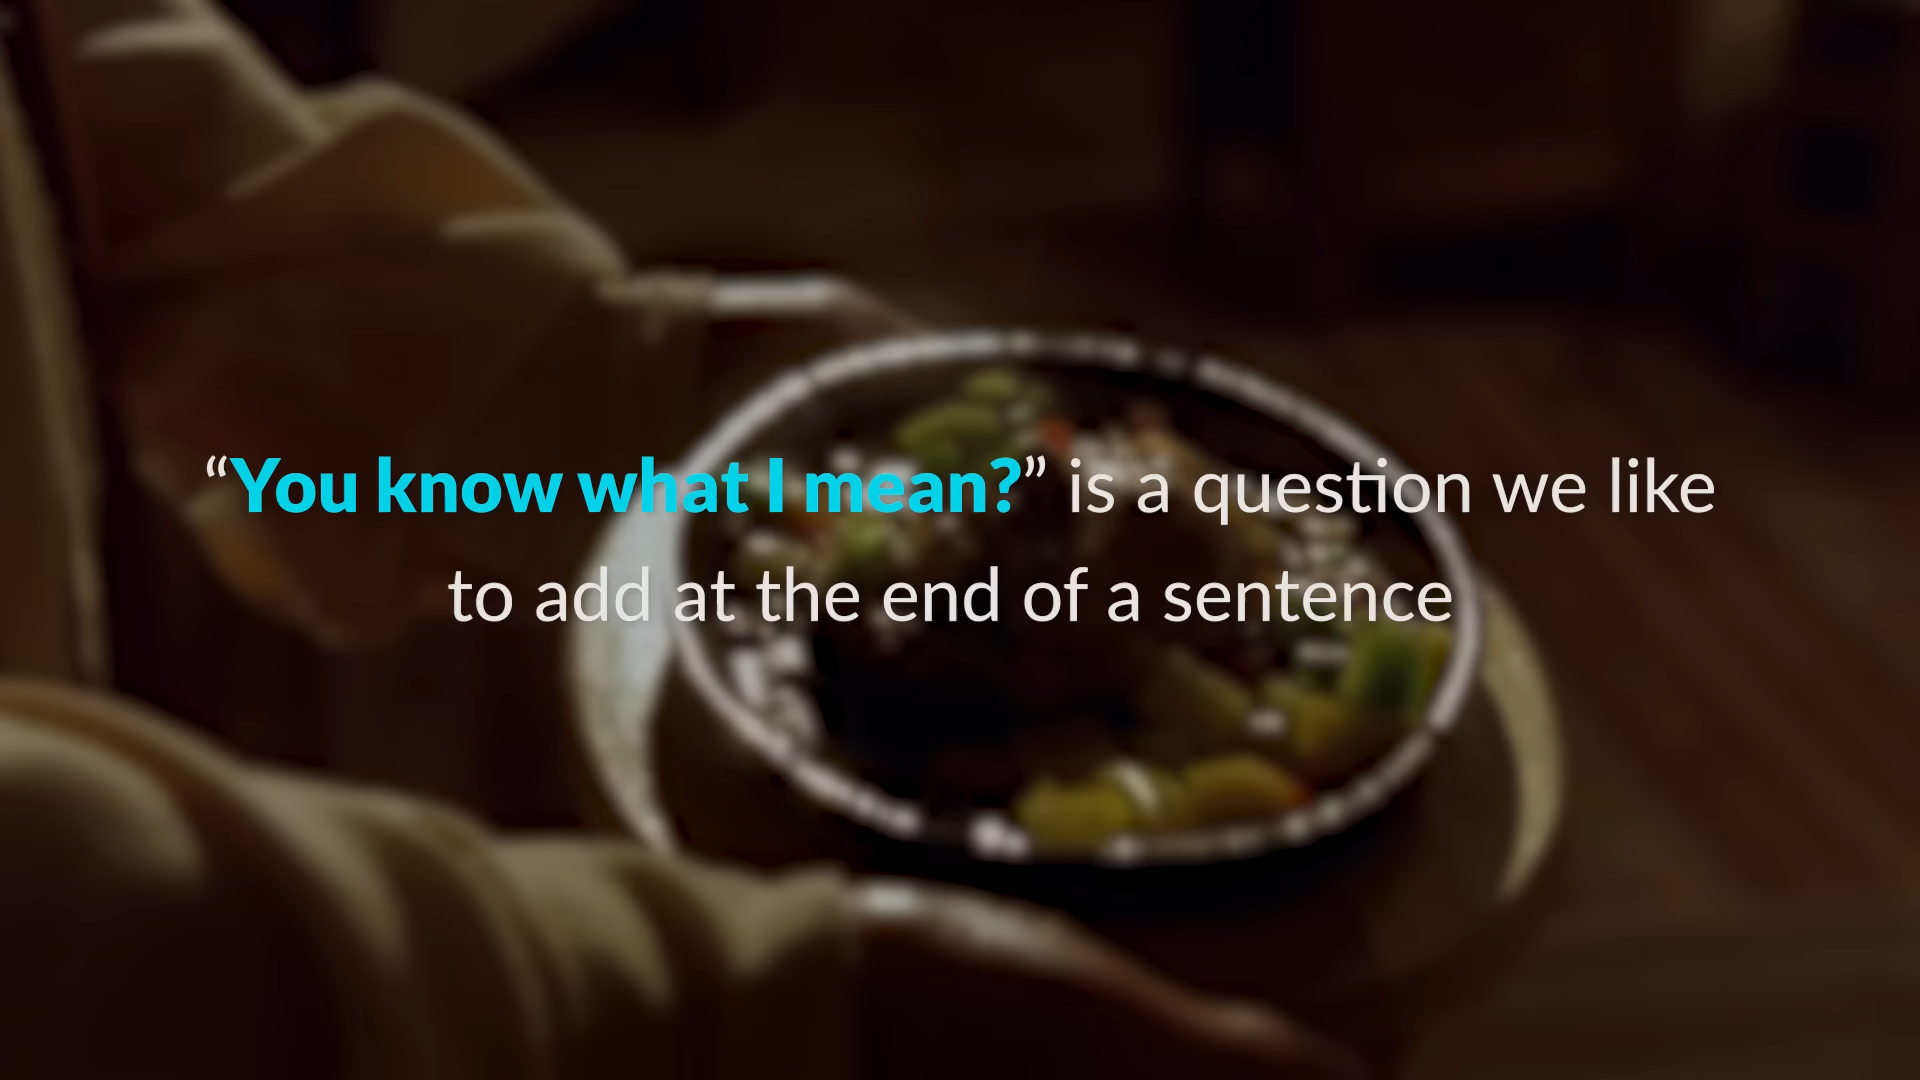 “You know what I mean?” is a question we like
to add at the end of a sentence